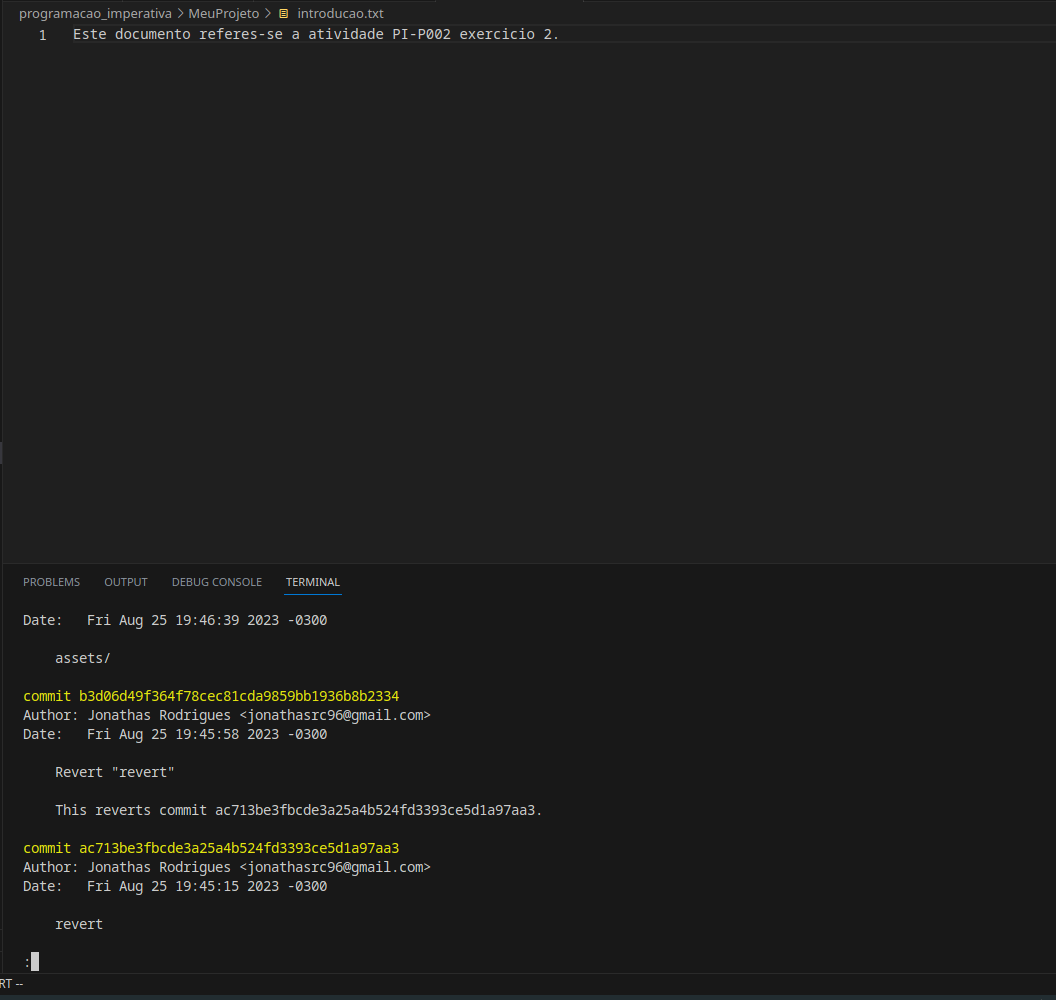 programacao_imperativa > MeuProjeto > introducao.txt
1 Este documento referes-se a atividade PI-P002 exercicio 2.
PROBLEMS OUTPUT DEBUG CONSOLE TERMINAL
Date:   Fri Aug 25 19:46:39 2023 -0300
assets/
commit b3d06d49f364f78cec81cda9859bb1936b8b2334
Author: Jonathas Rodrigues <jonathasrc96@gmail.com>
Date:   Fri Aug 25 19:45:58 2023 -0300
Revert "revert"
This reverts commit ac713be3fbcde3a25a4b524fd3393ce5d1a97aa3.
commit ac713be3fbcde3a25a4b524fd3393ce5d1a97aa3
Author: Jonathas Rodrigues <jonathasrc96@gmail.com>
Date:   Fri Aug 25 19:45:15 2023 -0300
revert
:
RT --